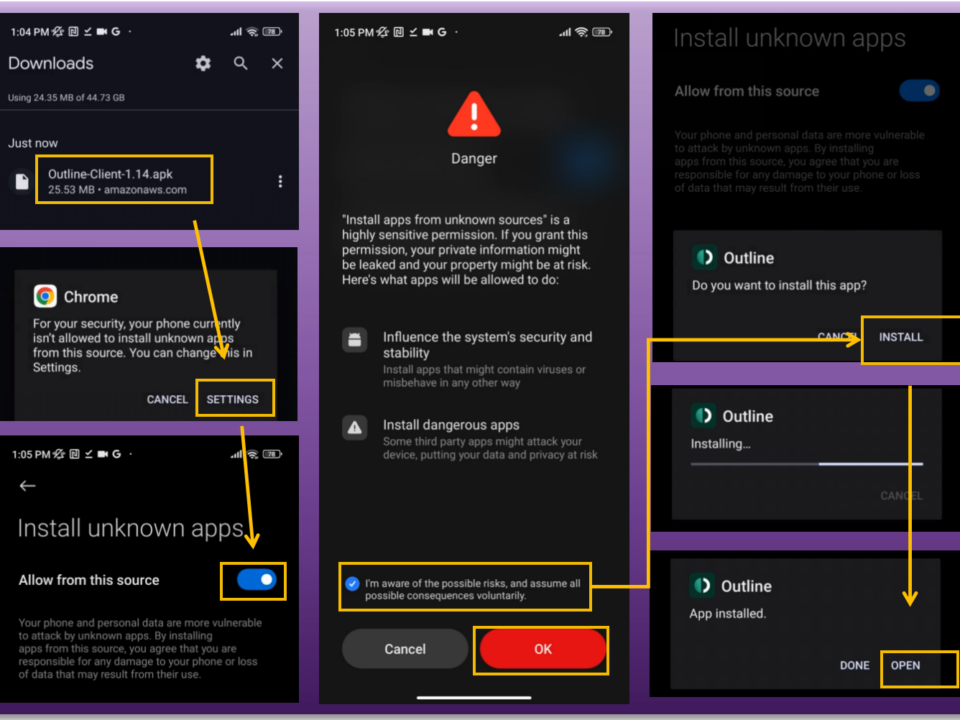 1:04 PM
G
78
Downloads
Using 24.35 MB of 44.73 GB
Just now
Outline-Client-1.14.apk
25.53 MB • amazonaws.com
Chrome
For your security, your phone currently
isn't allowed to install unknown apps
from this source. You can change this in
Settings.
CANCEL SETTINGS
1:05 PM
G
78
Install unknown apps
Allow from this source
Your phone and personal data are more vulnerable
to attack by unknown apps. By installing
apps from this source, you agree that you are
responsible for any damage to your phone or loss
of data that may result from their use.
1:05 PM
G
78
Danger
"Install apps from unknown sources" is a
highly sensitive permission. If you grant this
permission, your private information might
be leaked and your property might be at risk.
Here's what apps will be allowed to do:
Influence the system's security and
stability
Install apps that might contain viruses or
misbehave in any other way
Install dangerous apps
Some third party apps might attack your
device, putting your data and privacy at risk
I'm aware of the possible risks, and assume all
possible consequences voluntarily.
Cancel OK
Install unknown apps
Allow from this source
Your phone and personal data are more vulnerable
to attack by unknown apps. By installing
apps from this source, you agree that you are
responsible for any damage to your phone or loss
of data that may result from their use.
Outline
Do you want to install this app?
CANCEL INSTALL
Outline
Installing...
CANCEL
Outline
App installed.
DONE OPEN